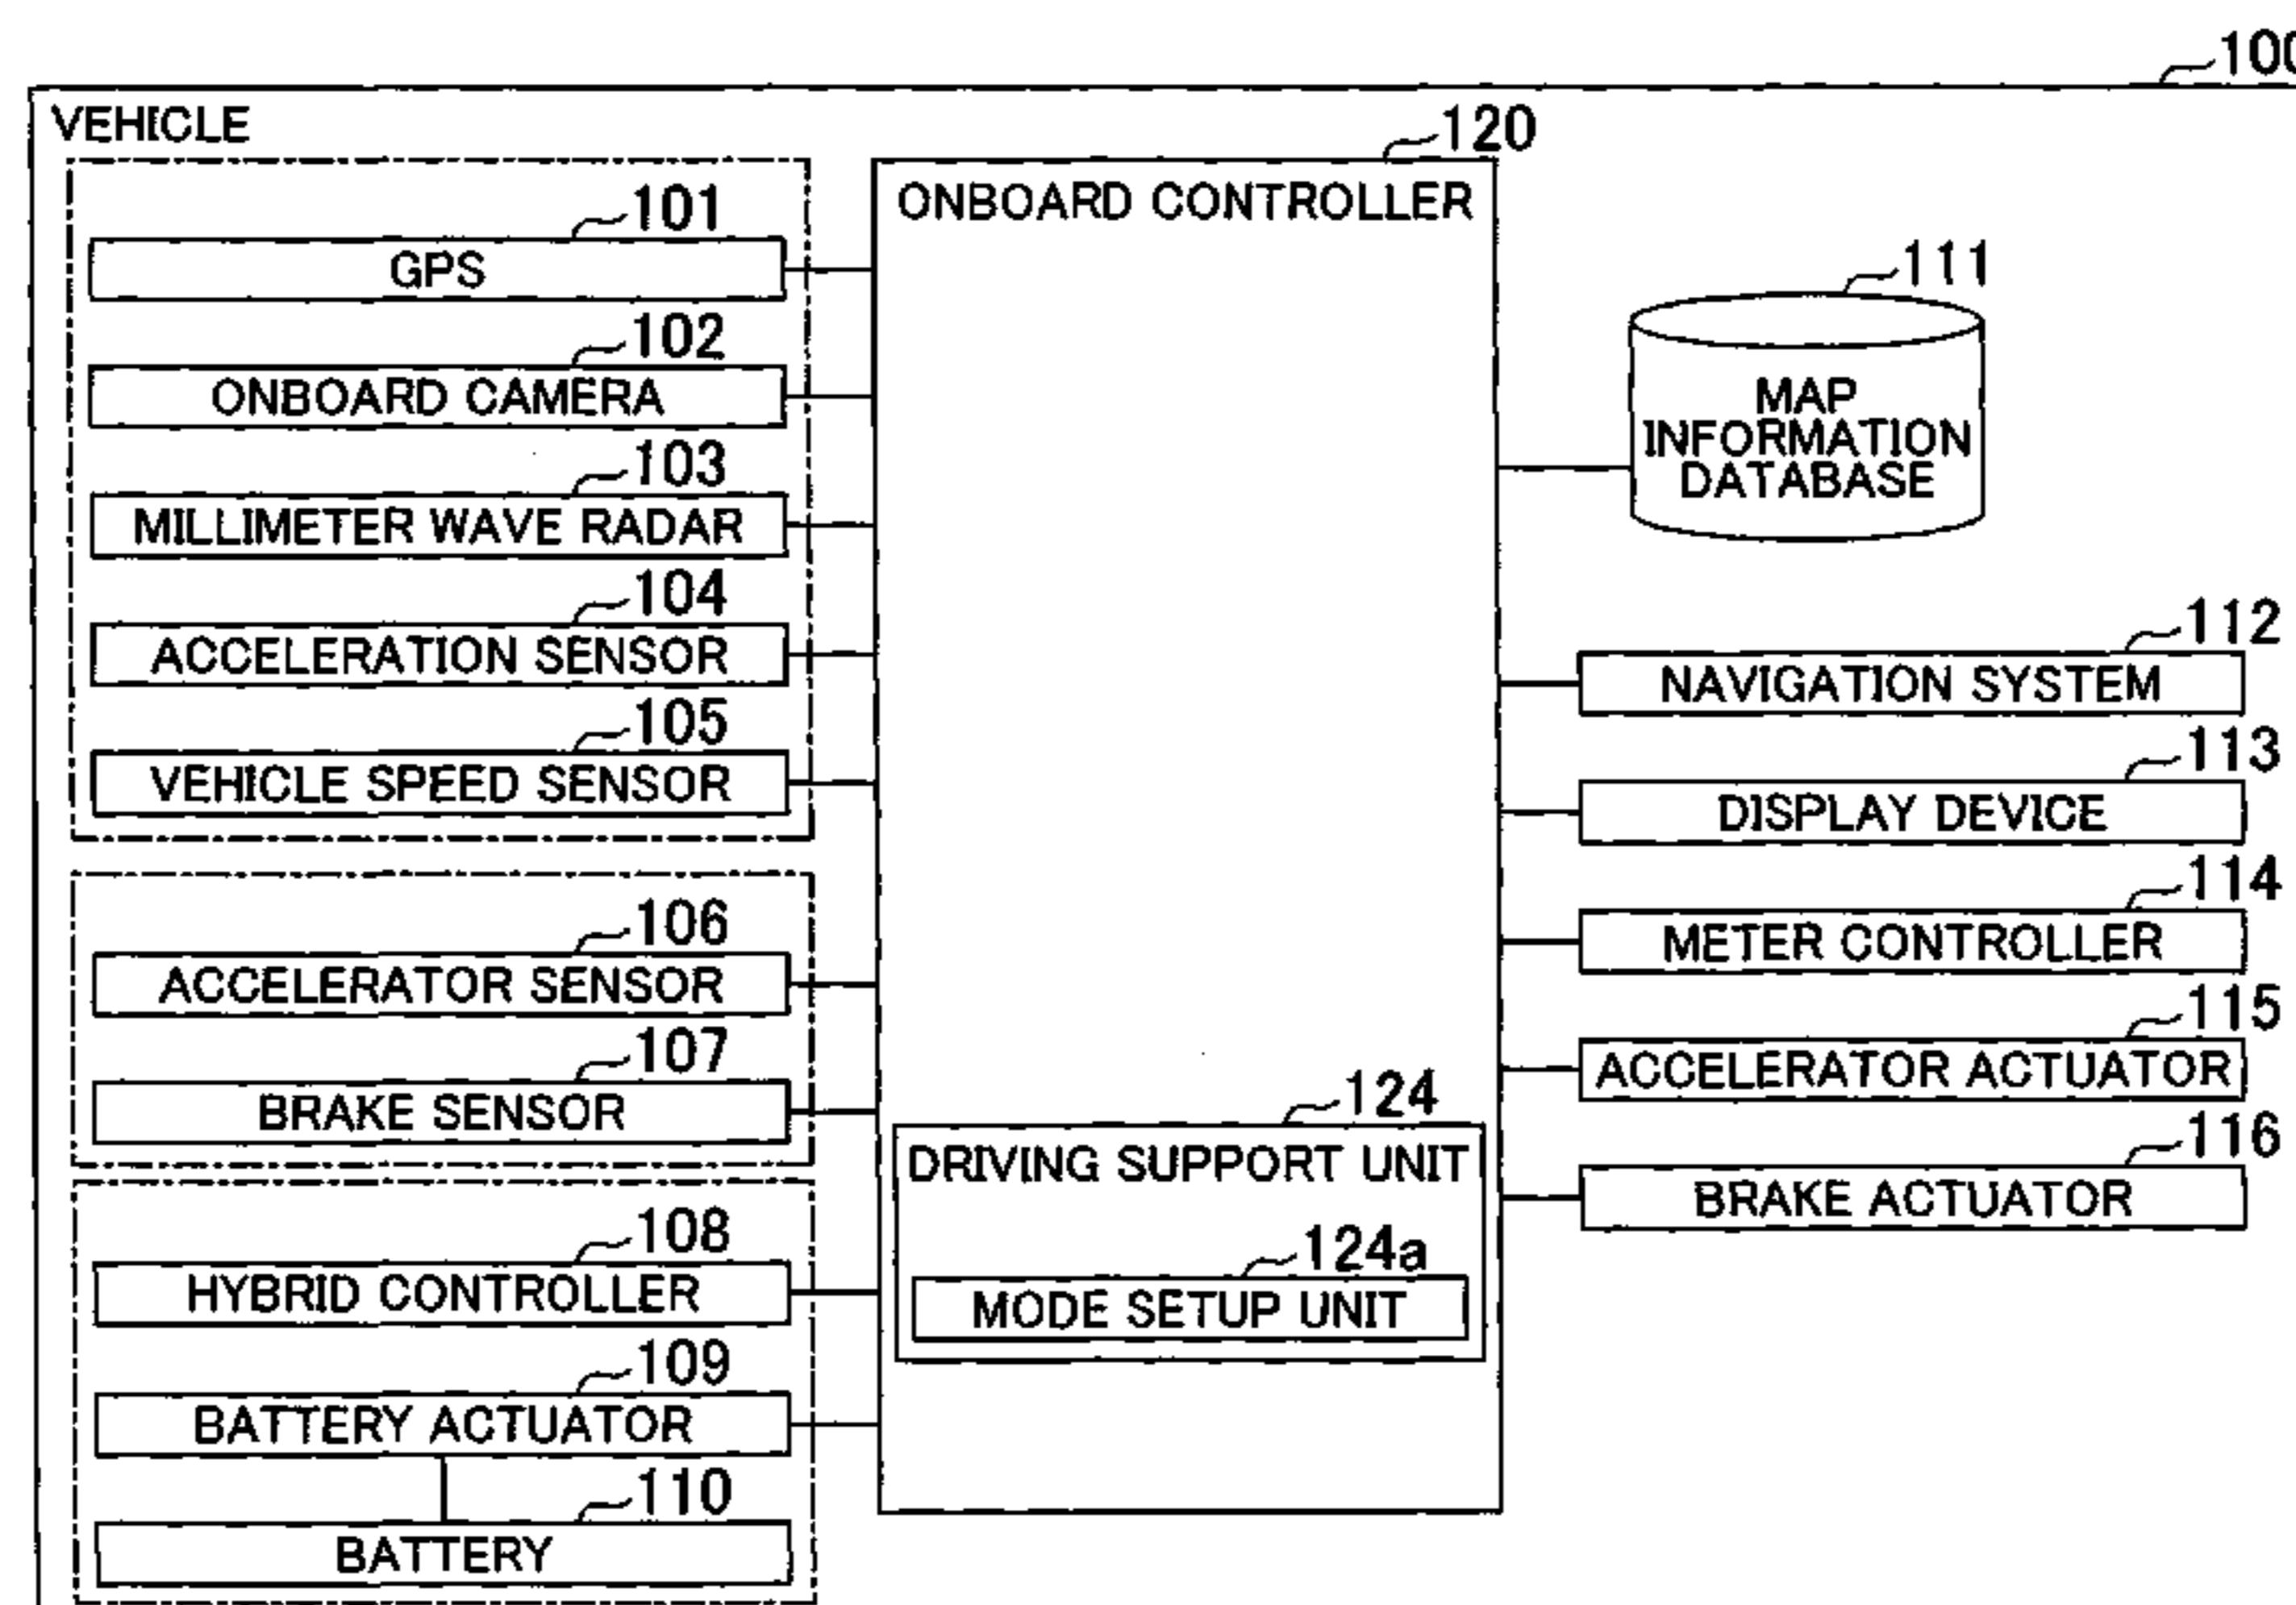 100
VEHICLE
120
ONBOARD CONTROLLER
101
GPS
102
ONBOARD CAMERA
103
MILLIMETER WAVE RADAR
104
ACCELERATION SENSOR
105
VEHICLE SPEED SENSOR
106
ACCELERATOR SENSOR
107
BRAKE SENSOR
108
HYBRID CONTROLLER
109
BATTERY ACTUATOR
110
BATTERY
124
DRIVING SUPPORT UNIT
124a
MODE SETUP UNIT
111
MAP
INFORMATION
DATABASE
112
NAVIGATION SYSTEM
113
DISPLAY DEVICE
114
METER CONTROLLER
115
ACCELERATOR ACTUATOR
116
BRAKE ACTUATOR